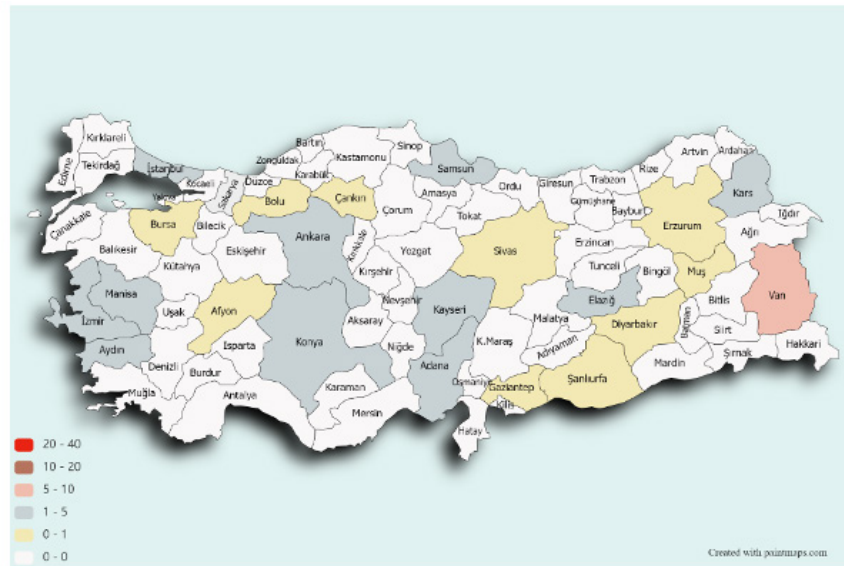 Kırklareli
Edirne
Tekirdağ
İstanbul
Kocaeli
Yalova
Sakarya
Düzce
Zonguldak
Bartın
Karabük
Kastamonu
Sinop
Samsun
Çankırı
Bolu
Bursa
Bilecik
Çanakkale
Balıkesir
Kütahya
Eskişehir
Ankara
Kırıkkale
Çorum
Amasya
Tokat
Ordu
Giresun
Trabzon
Gümüşhane
Bayburt
Rize
Artvin
Ardahan
Kars
Iğdır
Ağrı
Erzurum
Erzincan
Sivas
Yozgat
Kırşehir
Nevşehir
Kayseri
Aksaray
Niğde
Konya
Afyon
Uşak
Manisa
İzmir
Aydın
Denizli
Muğla
Burdur
Isparta
Antalya
Karaman
Mersin
Adana
Osmaniye
Hatay
K.Maraş
Malatya
Adıyaman
Gaziantep
Kilis
Şanlıurfa
Diyarbakır
Elazığ
Tunceli
Bingöl
Muş
Bitlis
Batman
Siirt
Mardin
Şırnak
Hakkari
Van
20 - 40
10 - 20
5 - 10
1 - 5
0 - 1
0 - 0
Created with paintmaps.com